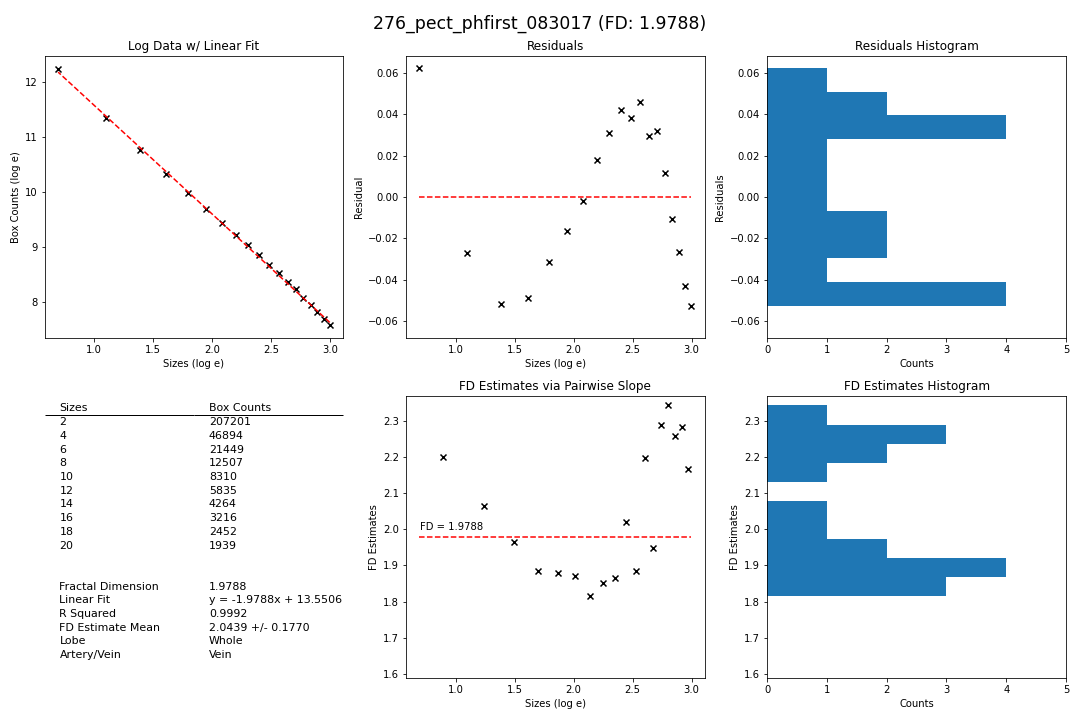 276_pect_phfirst_083017 (FD: 1.9788)
Log Data w/ Linear Fit
Box Counts (log e)
12
11
10
9
8
1.0 1.5 2.0 2.5 3.0
Sizes (log e)
Residuals
Residual
0.06
0.04
0.02
0.00
−0.02
−0.04
−0.06
1.0 1.5 2.0 2.5 3.0
Sizes (log e)
Residuals Histogram
Residuals
0.06
0.04
0.02
0.00
−0.02
−0.04
−0.06
0 1 2 3 4 5
Counts
Sizes Box Counts
2 207201
4 46894
6 21449
8 12507
10 8310
12 5835
14 4264
16 3216
18 2452
20 1939
Fractal Dimension 1.9788
Linear Fit y = -1.9788x + 13.5506
R Squared 0.9992
FD Estimate Mean 2.0439 +/- 0.1770
Lobe Whole
Artery/Vein Vein
FD Estimates via Pairwise Slope
FD Estimates
2.3
2.2
2.1
2.0
1.9
1.8
1.7
1.6
FD = 1.9788
1.0 1.5 2.0 2.5 3.0
Sizes (log e)
FD Estimates Histogram
FD Estimates
2.3
2.2
2.1
2.0
1.9
1.8
1.7
1.6
0 1 2 3 4 5
Counts